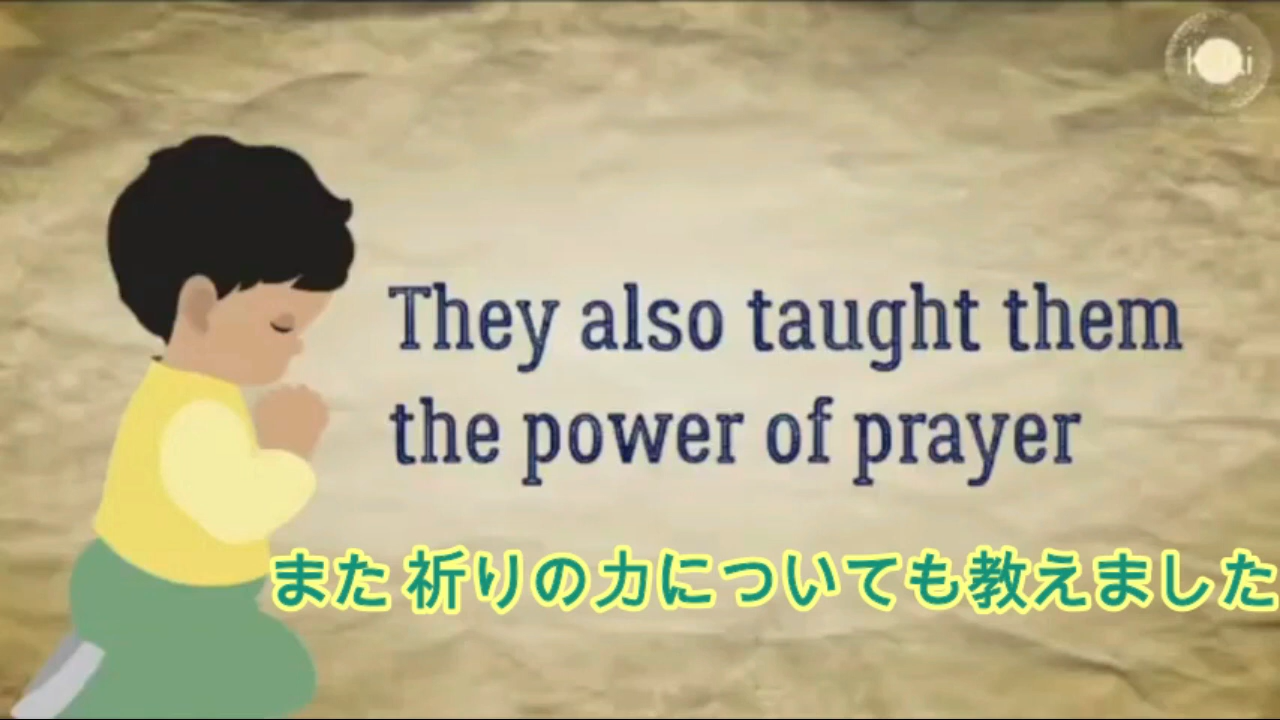 They also taught them
the power of prayer
また 祈りの力についても教えました